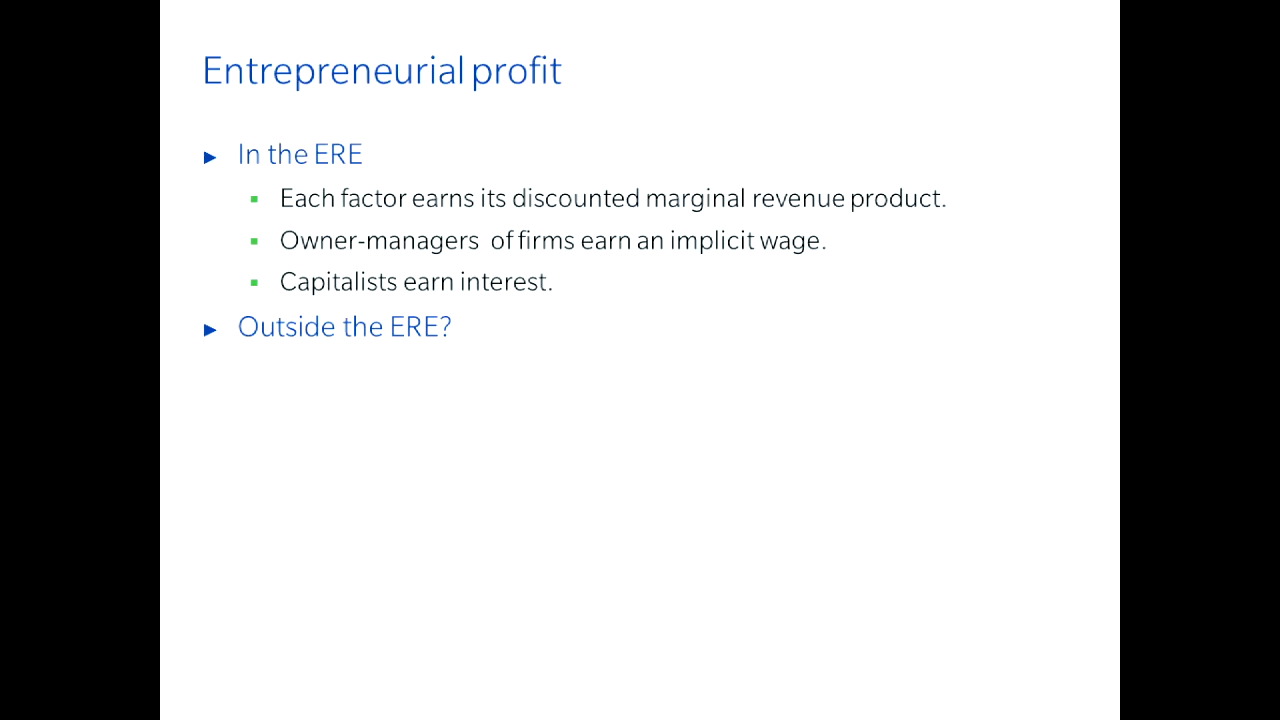 Entrepreneurial profit
► In the ERE
▪ Each factor earns its discounted marginal revenue product.
▪ Owner-managers of firms earn an implicit wage.
▪ Capitalists earn interest.
► Outside the ERE?